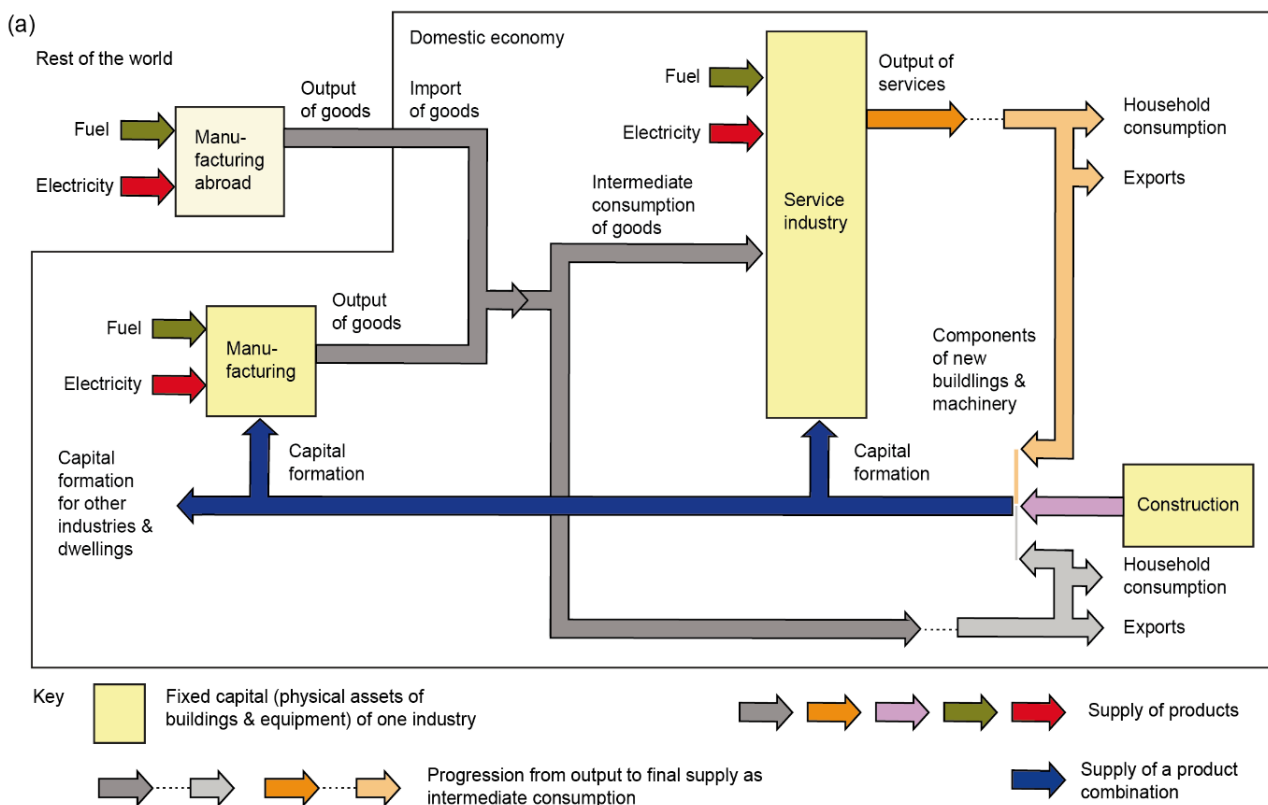 (a)
Rest of the world
Domestic economy
Fuel
Electricity
Manu-
facturing
abroad
Output
of goods
Import
of goods
Fuel
Electricity
Service
industry
Output of
services
Household
consumption
Exports
Intermediate
consumption
of goods
Fuel
Electricity
Manu-
facturing
Output
of goods
Components
of new
buildlings &
machinery
Capital
formation
for other
industries &
dwellings
Capital
formation
Capital
formation
Construction
Household
consumption
Exports
Key
Fixed capital (physical assets of
buildings & equipment) of one industry
Supply of products
Progression from output to final supply as
intermediate consumption
Supply of a product
combination